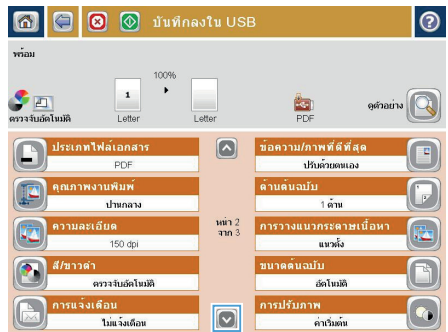 บันทึกลงใน USB
?
พร้อม
100%
1
ตรวจจับอัตโนมัติ
Letter
Letter
PDF
ดูตัวอย่าง
ประเภทไฟล์เอกสาร
PDF
ข้อความ/ภาพที่ดีที่สุด
ปรับด้วยตนเอง
คุณภาพงานพิมพ์
ปานกลาง
ด้านต้นฉบับ
1 ด้าน
ความละเอียด
150 dpi
หน้า 2
จาก 3
การวางแนวกระดาษเนื้อหา
แนวตั้ง
สี/ขาวดำ
ตรวจจับอัตโนมัติ
ขนาดต้นฉบับ
อัตโนมัติ
การแจ้งเตือน
ไม่แจ้งเตือน
การปรับภาพ
ค่าเริ่มต้น